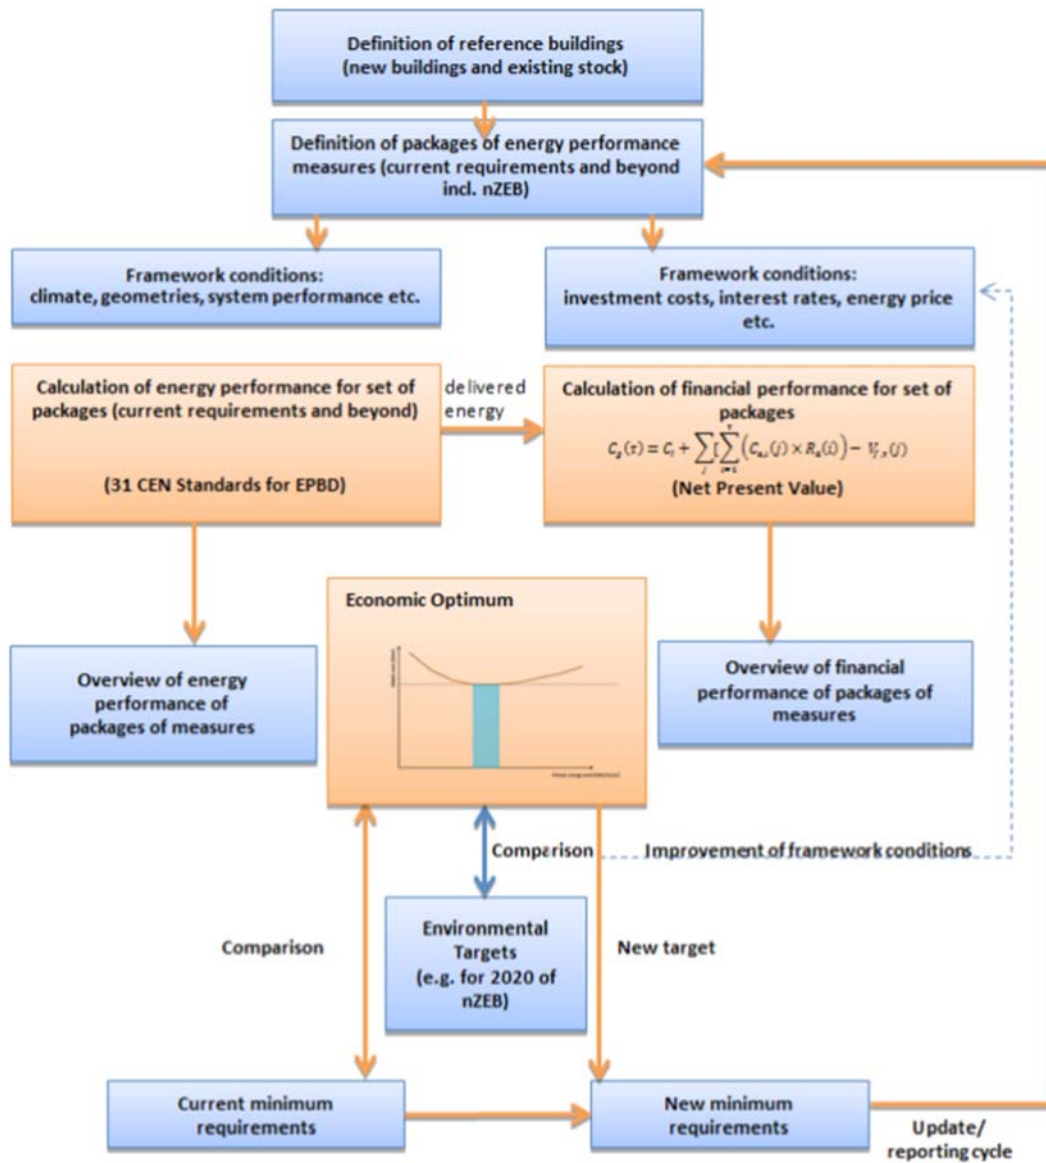 Definition of reference buildings
(new buildings and existing stock)
Definition of packages of energy performance
measures (current requirements and beyond
incl. nZEB)
Framework conditions:
climate, geometries, system performance etc.
Framework conditions:
investment costs, interest rates, energy price
etc.
Calculation of energy performance for set of
packages (current requirements and beyond)
(31 CEN Standards for EPBD)
delivered
energy
Calculation of financial performance for set of
packages
(Net Present Value)
Economic Optimum
Overview of energy
performance of
packages of measures
Overview of financial
performance of packages of
measures
Comparison
Improvement of framework conditions
Comparison
Environmental
Targets
(e.g. for 2020 of
nZEB)
New target
Current minimum
requirements
New minimum
requirements
Update/
reporting cycle